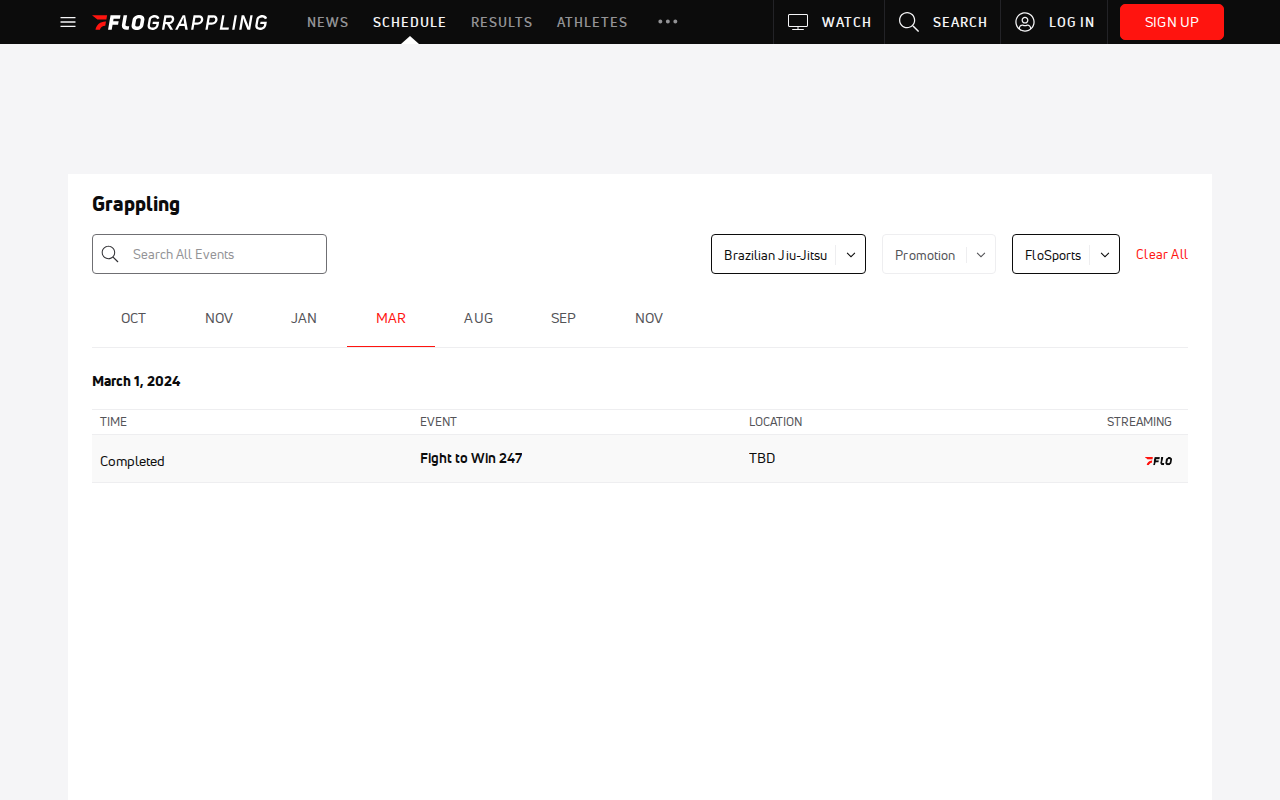 FLOGRAPPLING NEWS SCHEDULE RESULTS ATHLETES ••• WATCH SEARCH LOG IN SIGN UP
Grappling
Search All Events Brazilian Jiu-Jitsu Promotion FloSports Clear All
OCT NOV JAN MAR AUG SEP NOV
March 1, 2024
TIME EVENT LOCATION STREAMING
Completed Fight to Win 247 TBD FLO